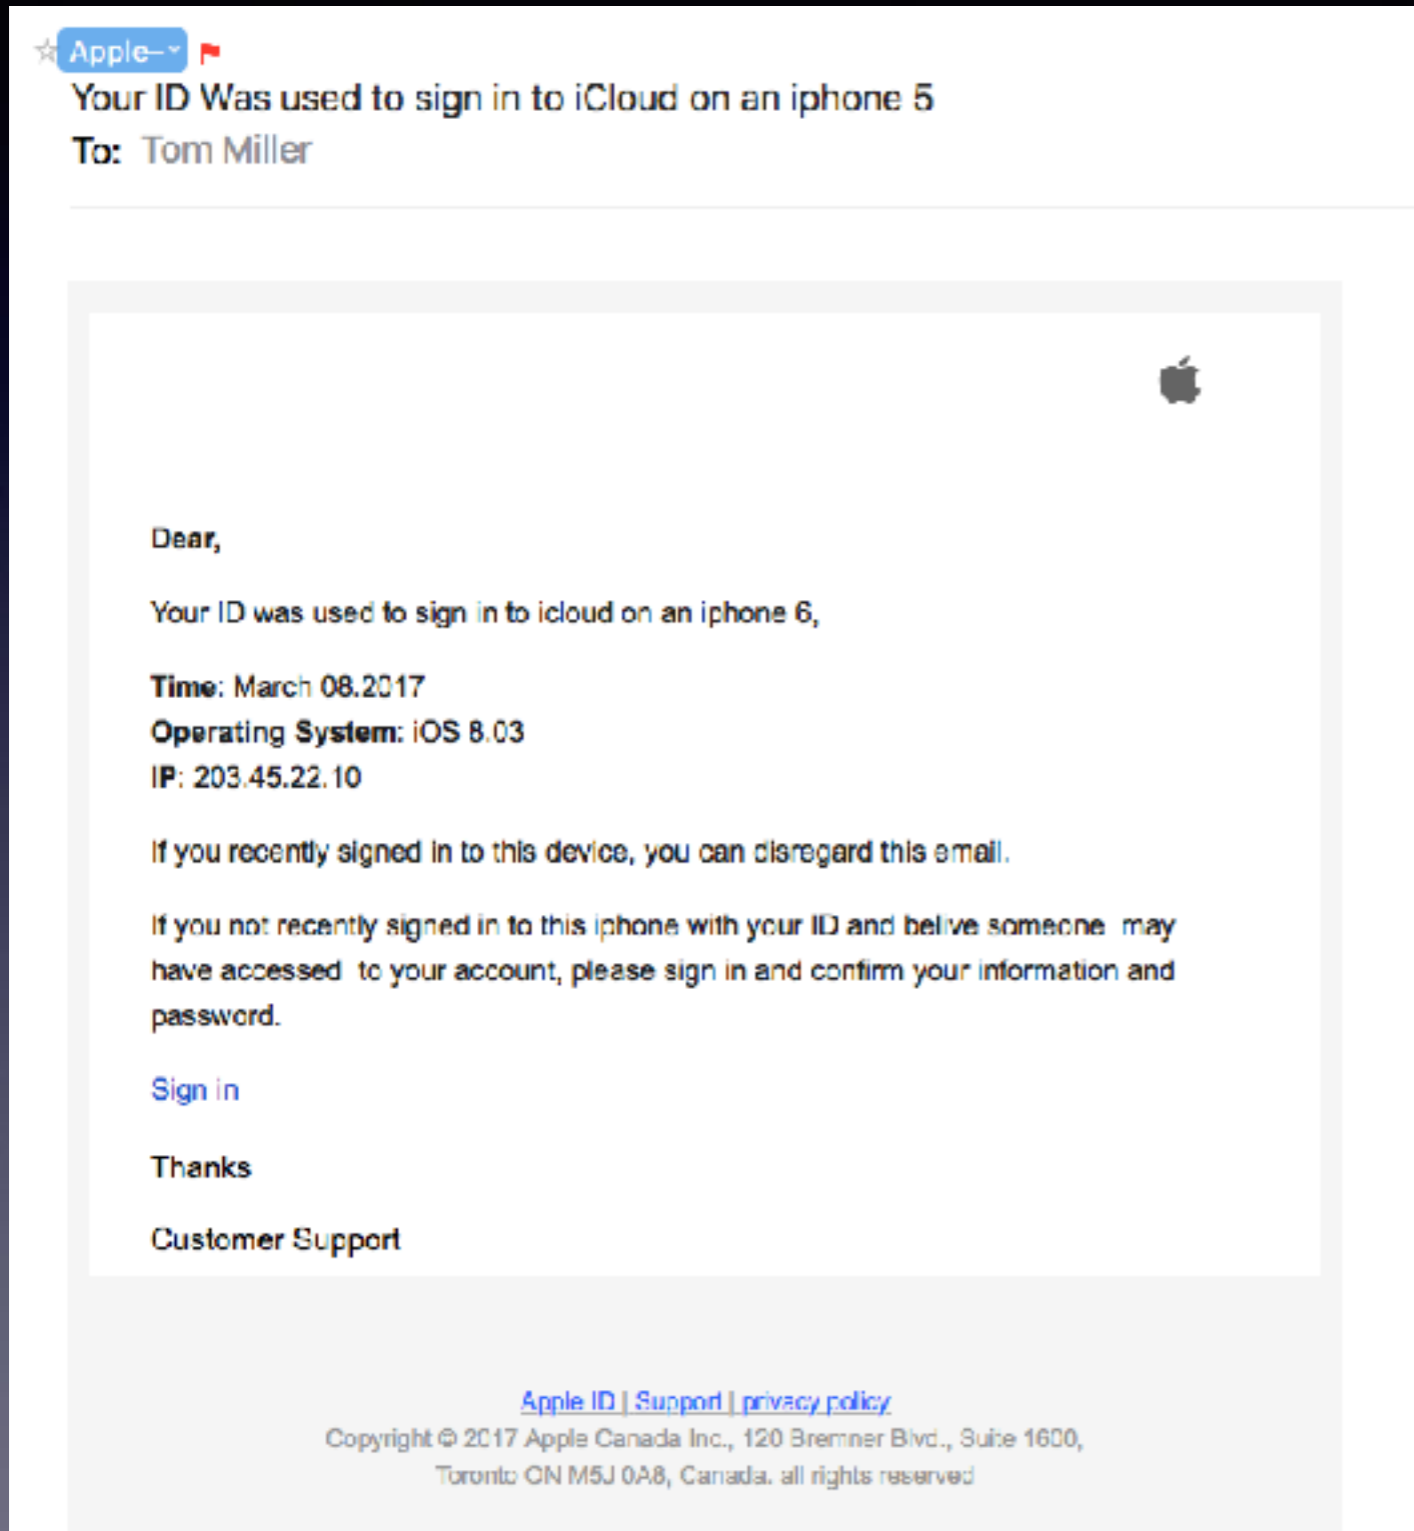 Apple–
Your ID Was used to sign in to iCloud on an iphone 5
To: Tom Miller
Dear,
Your ID was used to sign in to icloud on an iphone 6,
Time: March 08.2017
Operating System: iOS 8.03
IP: 203.45.22.10
If you recently signed in to this device, you can disregard this email.
If you not recently signed in to this iphone with your ID and belive someone may
have accessed to your account, please sign in and confirm your information and
password.
Sign in
Thanks
Customer Support
Apple ID | Support | privacy policy
Copyright © 2017 Apple Canada Inc., 120 Bremner Blvd., Suite 1600,
Toronto ON M5J 0A8, Canada. all rights reserved